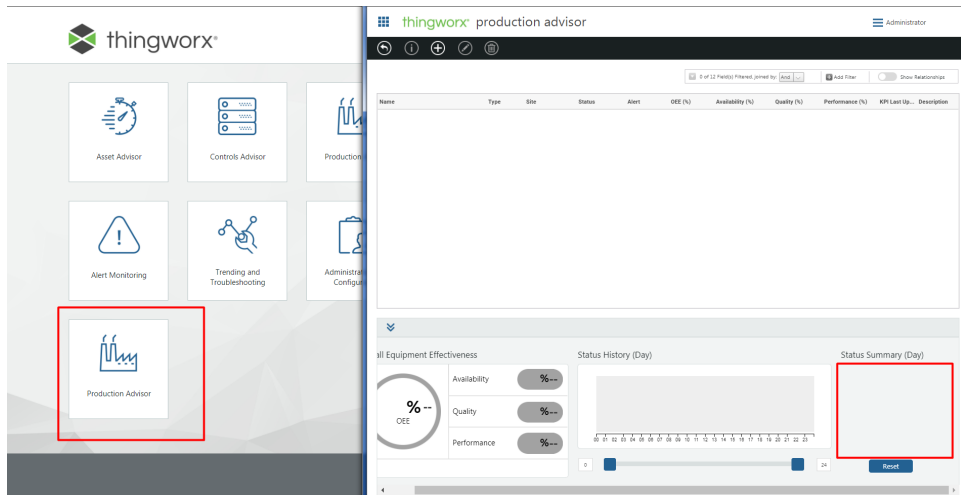 thingworx
Asset Advisor
Controls Advisor
Production
Alert Monitoring
Trending and
Troubleshooting
Configur
Production Advisor
thingworx production advisor
Administrator
0 of 12 Field(s) Filtered, joined by: And
Add Filter
Show Relationships
Name Type Site Status Alert OEE (%) Availability (%) Quality (%) Performance (%) KPI Last Up... Description
all Equipment Effectiveness
%--
OEE
Availability %--
Quality %--
Performance %--
Status History (Day)
00 01 02 03 04 05 06 07 08 09 10 11 12 13 14 15 16 17 18 19 20 21 22 23
0
24
Status Summary (Day)
Reset